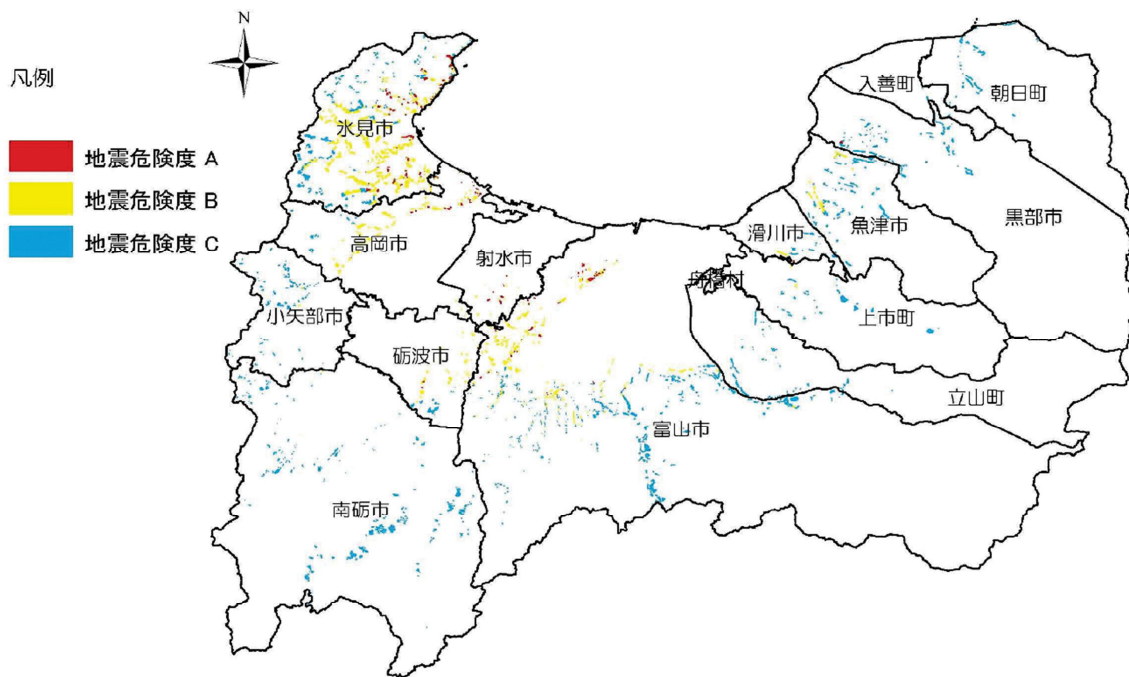 N
凡例
地震危険度 A
地震危険度 B
地震危険度 C
氷見市
高岡市
射水市
小矢部市
砺波市
南砺市
富山市
舟橋村
滑川市
魚津市
上市町
立山町
黒部市
入善町
朝日町